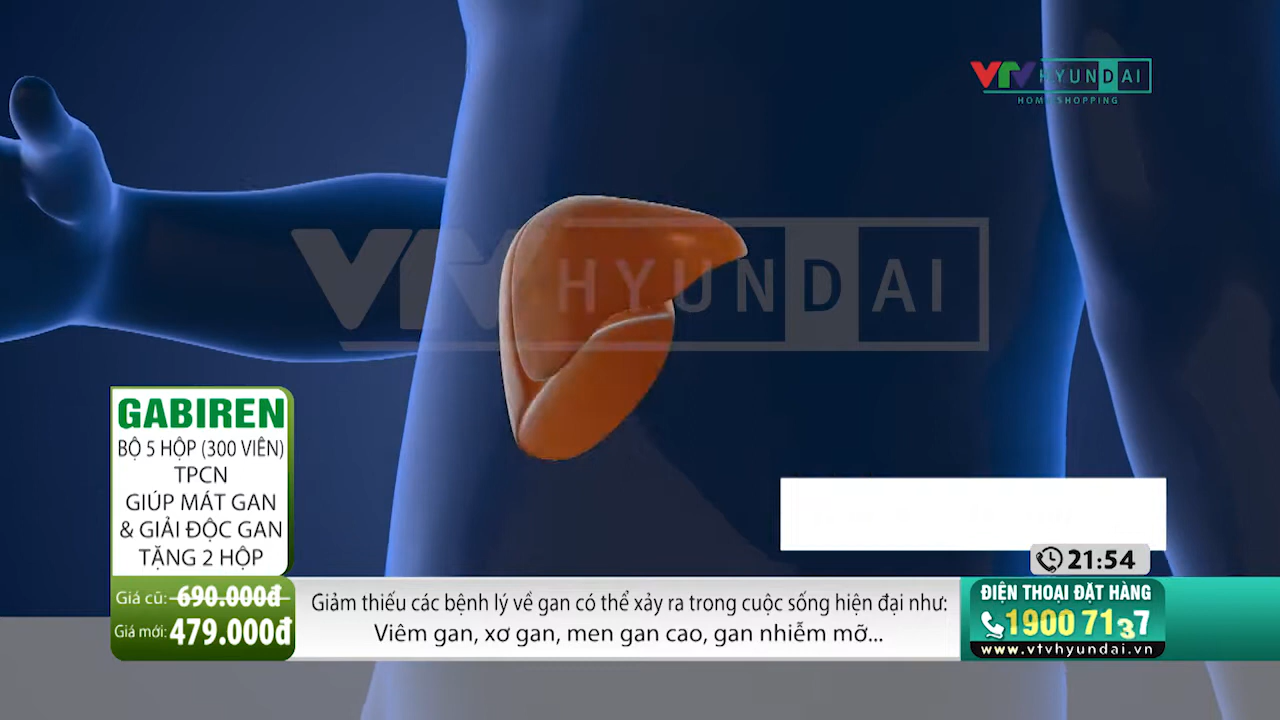 VTV HYUNDAI
HOME SHOPPING
VTV HYUNDAI
GABIREN
BỘ 5 HỘP (300 VIÊN)
TPCN
GIÚP MÁT GAN
& GIẢI ĐỘC GAN
TẶNG 2 HỘP
Giá cũ: 690.000đ
Giá mới: 479.000đ
Giảm thiểu các bệnh lý về gan có thể xảy ra trong cuộc sống hiện đại như:
Viêm gan, xơ gan, men gan cao, gan nhiễm mỡ...
21:54
ĐIỆN THOẠI ĐẶT HÀNG
1900 7137
www.vtvhyundai.vn